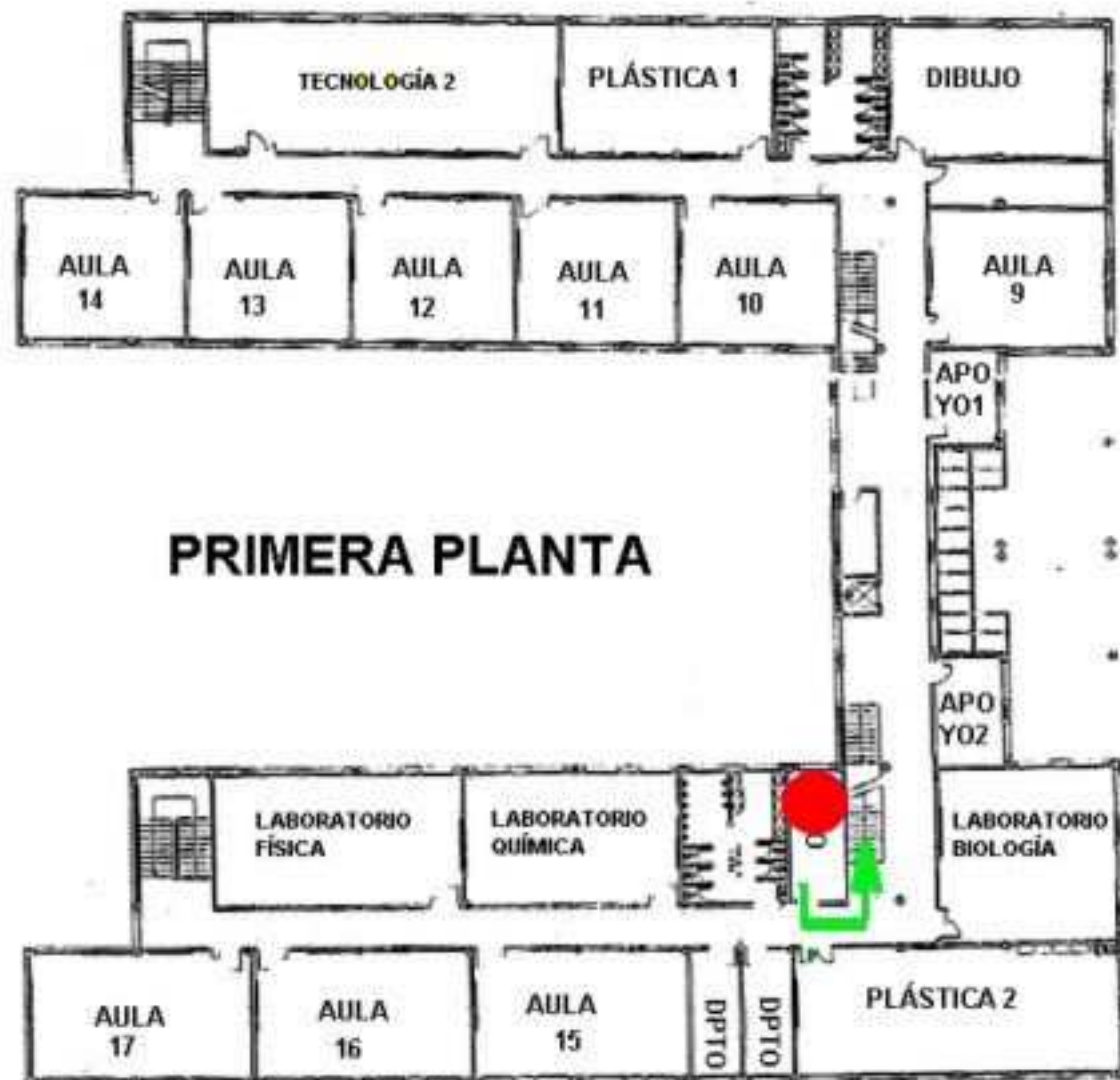 TECNOLOGÍA 2
PLÁSTICA 1
DIBUJO
AULA
14
AULA
13
AULA
12
AULA
11
AULA
10
AULA
9
APO
YO1
PRIMERA PLANTA
APO
YO2
LABORATORIO
FÍSICA
LABORATORIO
QUÍMICA
LABORATORIO
BIOLOGÍA
AULA
17
AULA
16
AULA
15
DPTO
DPTO
PLÁSTICA 2